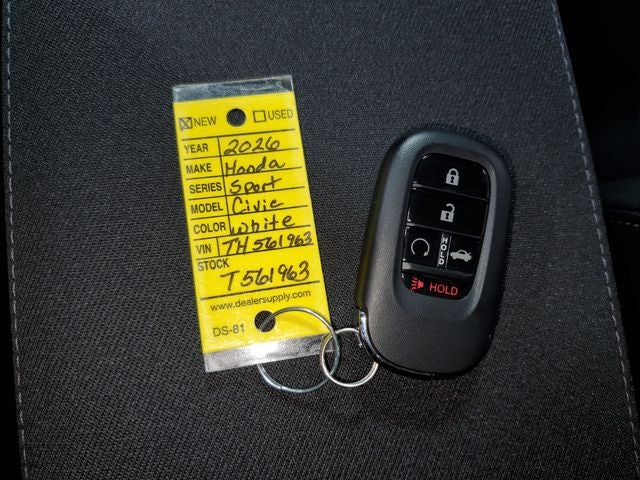 NEW USED
YEAR 2026
MAKE Honda
SERIES Sport
MODEL Civic
COLOR White
VIN TH561963
STOCK
T561963
www.dealersupply.com
DS-81
HOLD
HOLD